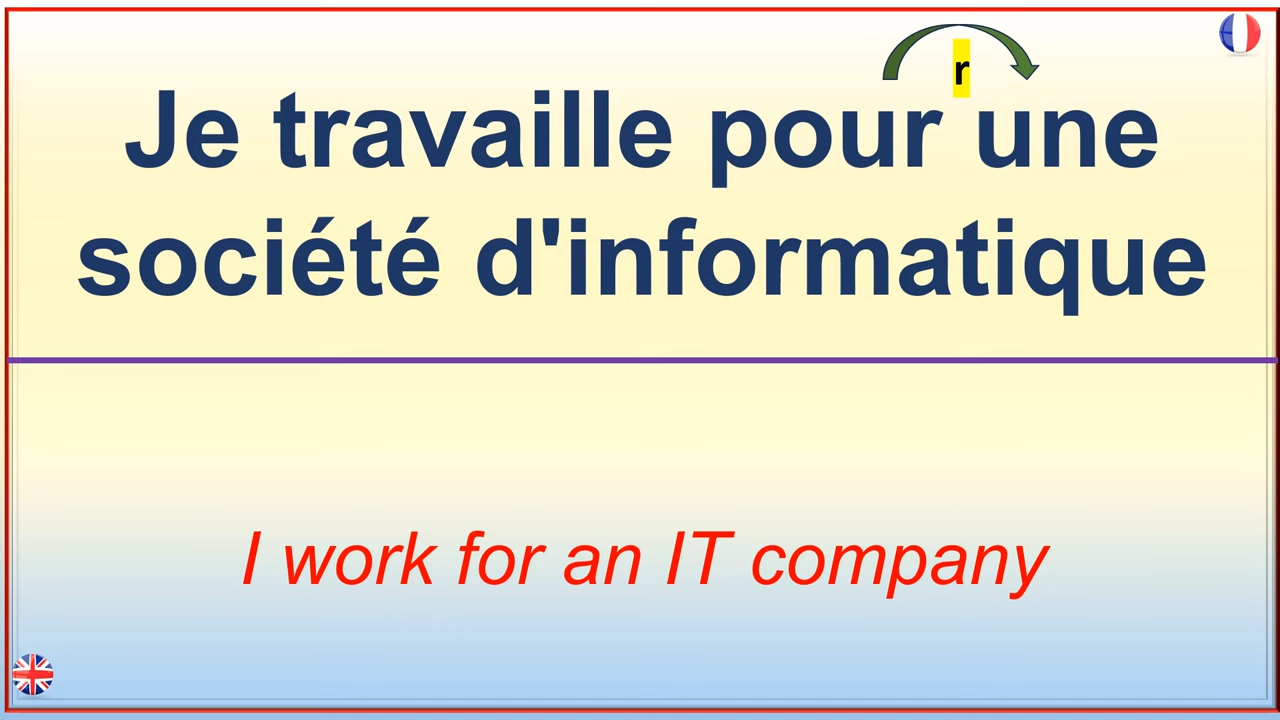 r
Je travaille pour une
société d'informatique
I work for an IT company